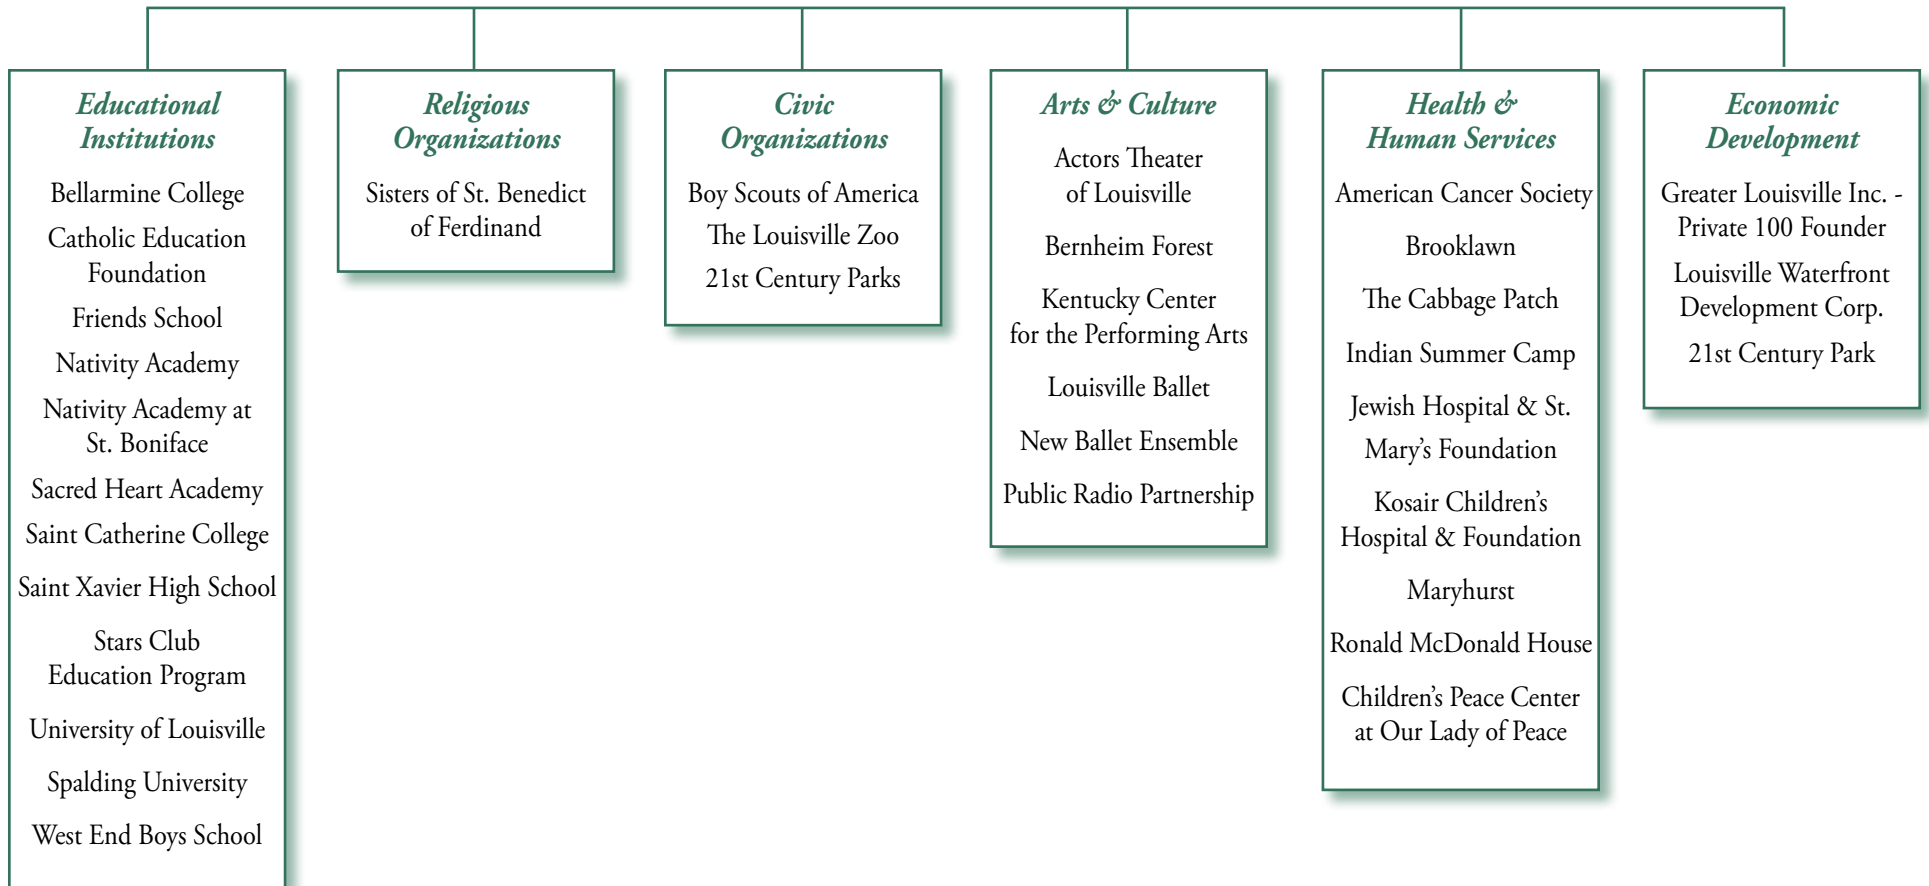 Educational
Institutions
Bellarmine College
Catholic Education
Foundation
Friends School
Nativity Academy
Nativity Academy at
St. Boniface
Sacred Heart Academy
Saint Catherine College
Saint Xavier High School
Stars Club
Education Program
University of Louisville
Spalding University
West End Boys School
Religious
Organizations
Sisters of St. Benedict
of Ferdinand
Civic
Organizations
Boy Scouts of America
The Louisville Zoo
21st Century Parks
Arts & Culture
Actors Theater
of Louisville
Bernheim Forest
Kentucky Center
for the Performing Arts
Louisville Ballet
New Ballet Ensemble
Public Radio Partnership
Health &
Human Services
American Cancer Society
Brooklawn
The Cabbage Patch
Indian Summer Camp
Jewish Hospital & St.
Mary’s Foundation
Kosair Children’s
Hospital & Foundation
Maryhurst
Ronald McDonald House
Children’s Peace Center
at Our Lady of Peace
Economic
Development
Greater Louisville Inc. -
Private 100 Founder
Louisville Waterfront
Development Corp.
21st Century Park